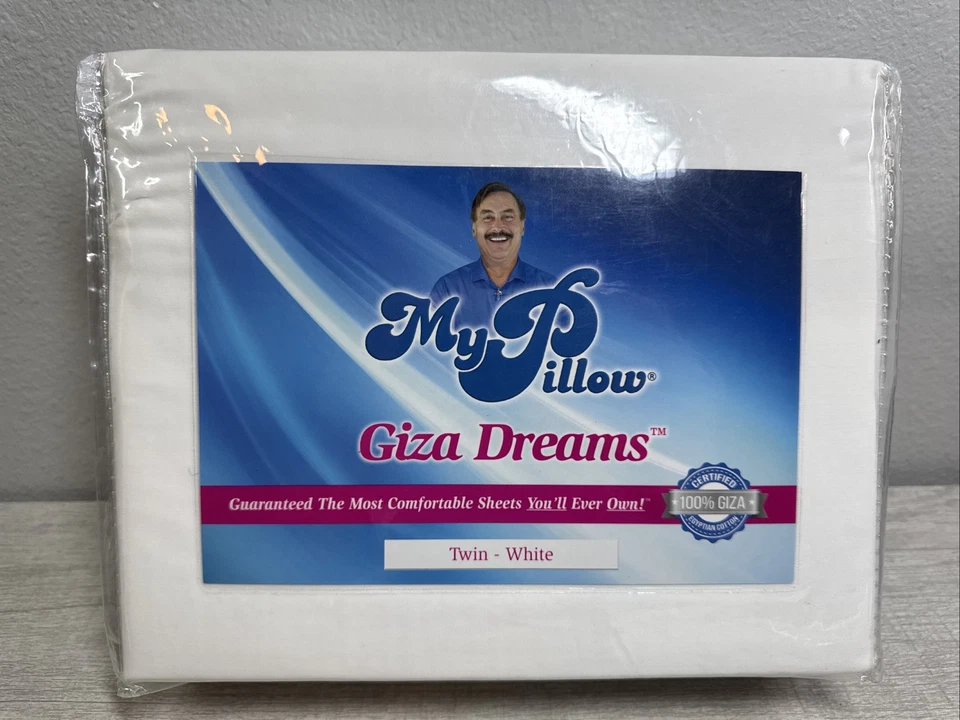 MyPillow®
Giza Dreams™
Guaranteed The Most Comfortable Sheets You'll Ever Own!™
CERTIFIED
100% GIZA
EGYPTIAN COTTON
Twin - White